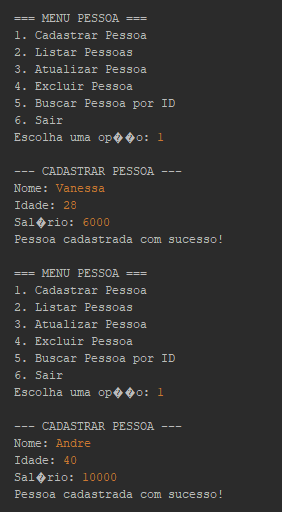 === MENU PESSOA ===
1. Cadastrar Pessoa
2. Listar Pessoas
3. Atualizar Pessoa
4. Excluir Pessoa
5. Buscar Pessoa por ID
6. Sair
Escolha uma op��o: 1
--- CADASTRAR PESSOA ---
Nome: Vanessa
Idade: 28
Sal�rio: 6000
Pessoa cadastrada com sucesso!
=== MENU PESSOA ===
1. Cadastrar Pessoa
2. Listar Pessoas
3. Atualizar Pessoa
4. Excluir Pessoa
5. Buscar Pessoa por ID
6. Sair
Escolha uma op��o: 1
--- CADASTRAR PESSOA ---
Nome: Andre
Idade: 40
Sal�rio: 10000
Pessoa cadastrada com sucesso!